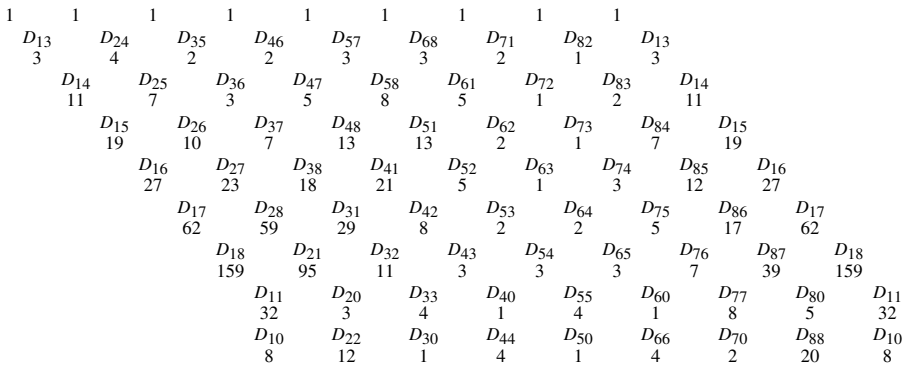 1 1 1 1 1 1 1 1 1
D13 D24 D35 D46 D57 D68 D71 D82 D13
3 4 2 2 3 3 2 1 3
D14 D25 D36 D47 D58 D61 D72 D83 D14
11 7 3 5 8 5 1 2 11
D15 D26 D37 D48 D51 D62 D73 D84 D15
19 10 7 13 13 2 1 7 19
D16 D27 D38 D41 D52 D63 D74 D85 D16
27 23 18 21 5 1 3 12 27
D17 D28 D31 D42 D53 D64 D75 D86 D17
62 59 29 8 2 2 5 17 62
D18 D21 D32 D43 D54 D65 D76 D87 D18
159 95 11 3 3 3 7 39 159
D11 D20 D33 D40 D55 D60 D77 D80 D11
32 3 4 1 4 1 8 5 32
D10 D22 D30 D44 D50 D66 D70 D88 D10
8 12 1 4 1 4 2 20 8